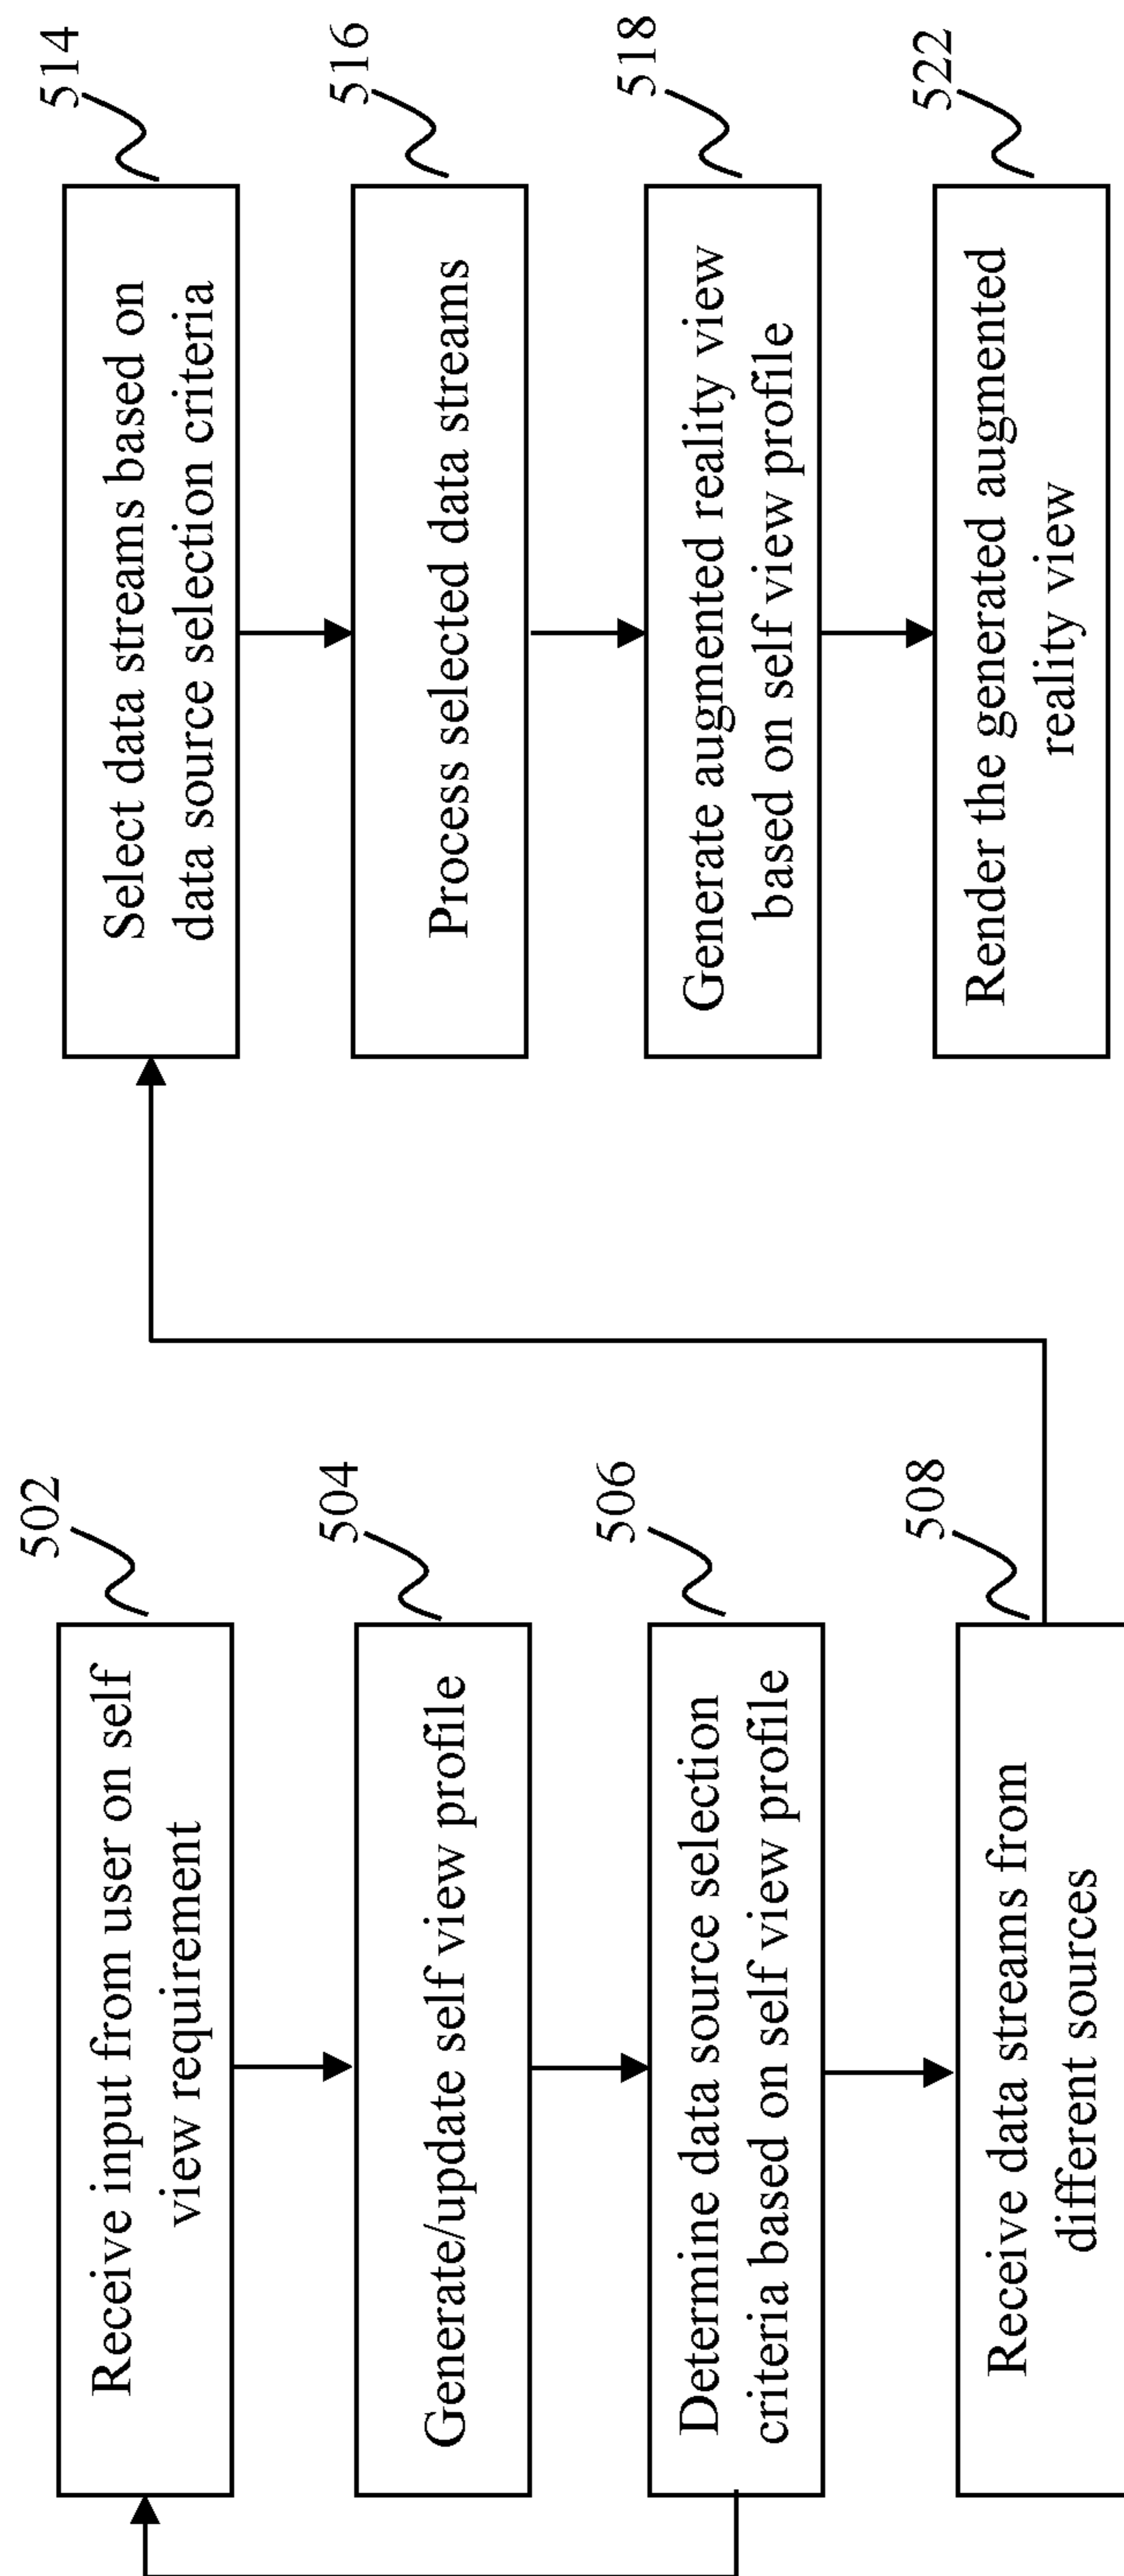 502
Receive input from user on self
view requirement
504
Generate/update self view profile
506
Determine data source selection
criteria based on self view profile
508
Receive data streams from
different sources
514
Select data streams based on
data source selection criteria
516
Process selected data streams
518
Generate augmented reality view
based on self view profile
522
Render the generated augmented
reality view